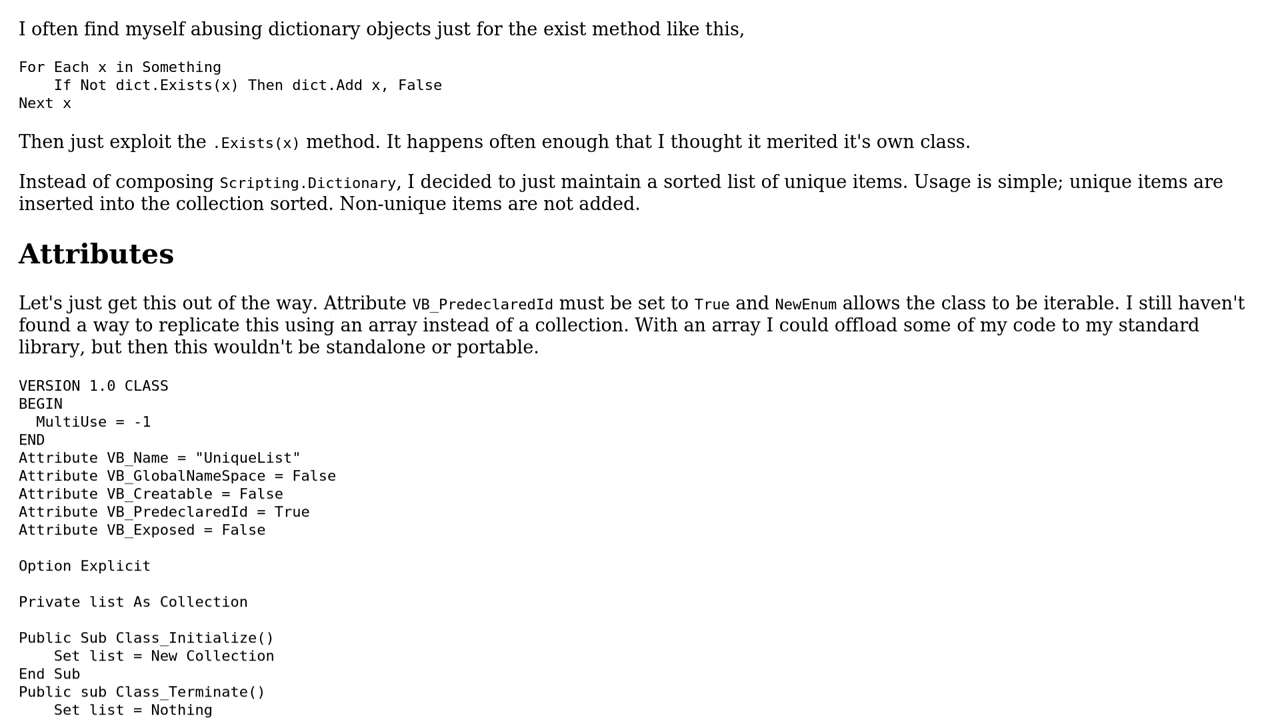 I often find myself abusing dictionary objects just for the exist method like this,
For Each x in Something
    If Not dict.Exists(x) Then dict.Add x, False
Next x
Then just exploit the .Exists(x) method. It happens often enough that I thought it merited it's own class.
Instead of composing Scripting.Dictionary, I decided to just maintain a sorted list of unique items. Usage is simple; unique items are
inserted into the collection sorted. Non-unique items are not added.
Attributes
Let's just get this out of the way. Attribute VB_PredeclaredId must be set to True and NewEnum allows the class to be iterable. I still haven't
found a way to replicate this using an array instead of a collection. With an array I could offload some of my code to my standard
library, but then this wouldn't be standalone or portable.
VERSION 1.0 CLASS
BEGIN
  MultiUse = -1
END
Attribute VB_Name = "UniqueList"
Attribute VB_GlobalNameSpace = False
Attribute VB_Creatable = False
Attribute VB_PredeclaredId = True
Attribute VB_Exposed = False
Option Explicit
Private list As Collection
Public Sub Class_Initialize()
    Set list = New Collection
End Sub
Public sub Class_Terminate()
    Set list = Nothing